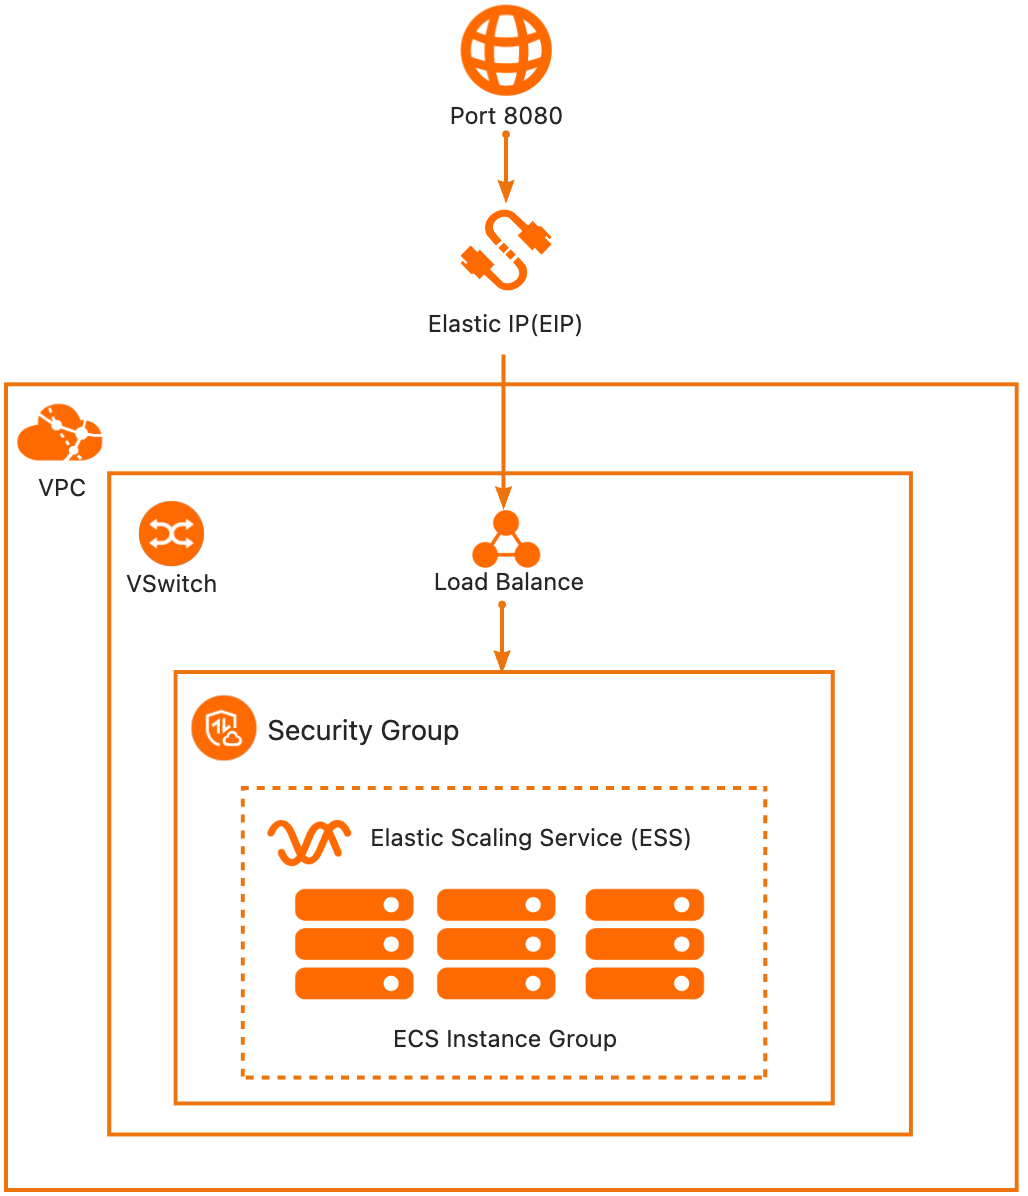 Port 8080
Elastic IP(EIP)
VPC
VSwitch
Load Balance
Security Group
Elastic Scaling Service (ESS)
ECS Instance Group